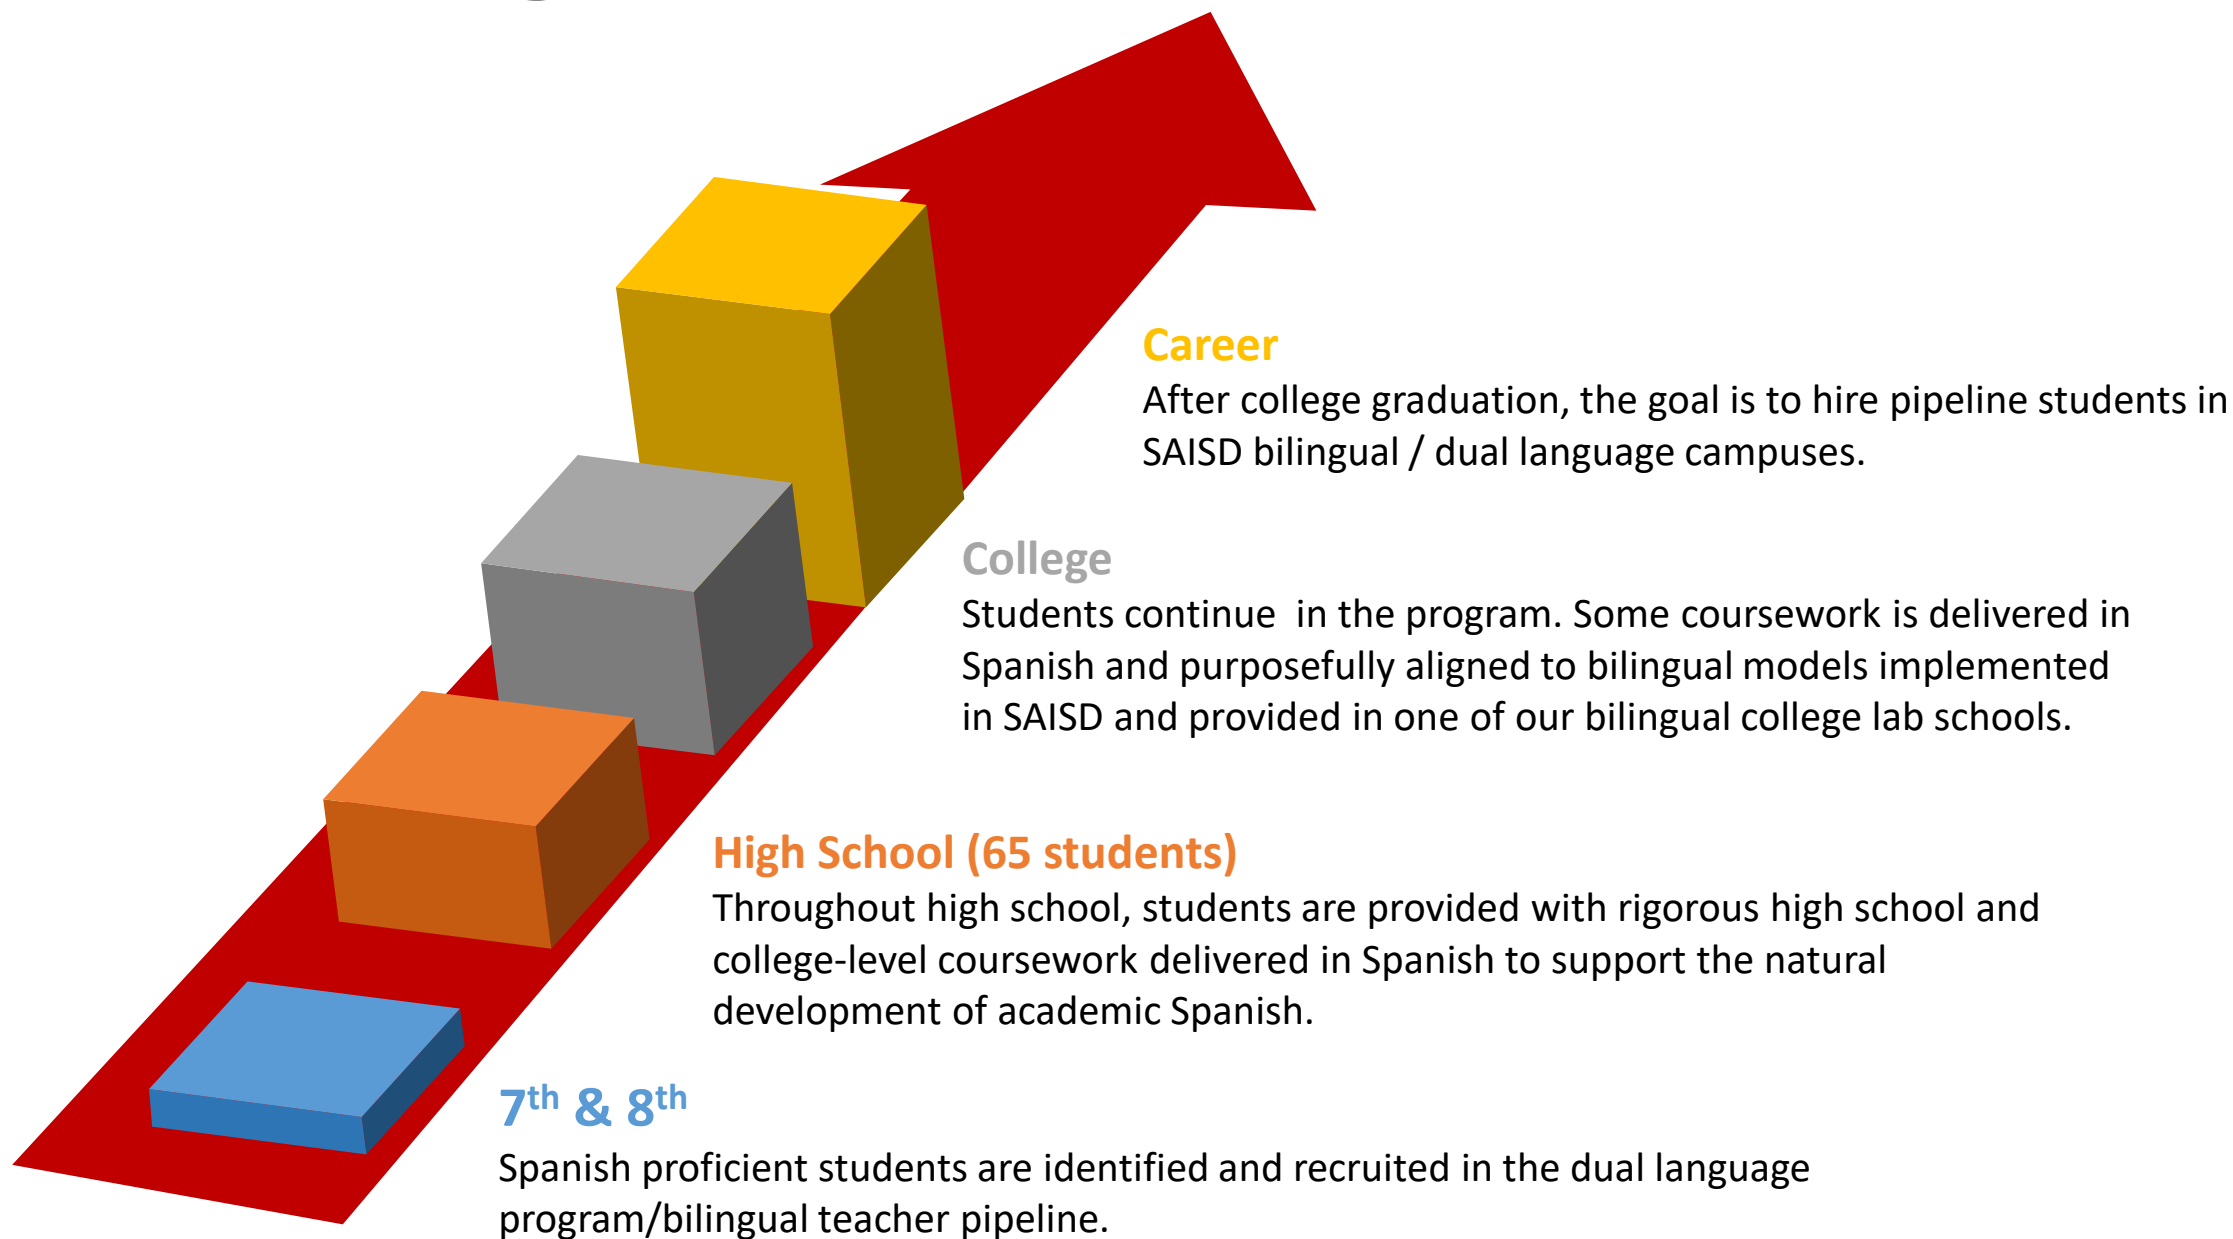 Career
After college graduation, the goal is to hire pipeline students in
SAISD bilingual / dual language campuses.
College
Students continue  in the program. Some coursework is delivered in
Spanish and purposefully aligned to bilingual models implemented
in SAISD and provided in one of our bilingual college lab schools.
High School (65 students)
Throughout high school, students are provided with rigorous high school and
college-level coursework delivered in Spanish to support the natural
development of academic Spanish.
7th & 8th
Spanish proficient students are identified and recruited in the dual language
program/bilingual teacher pipeline.